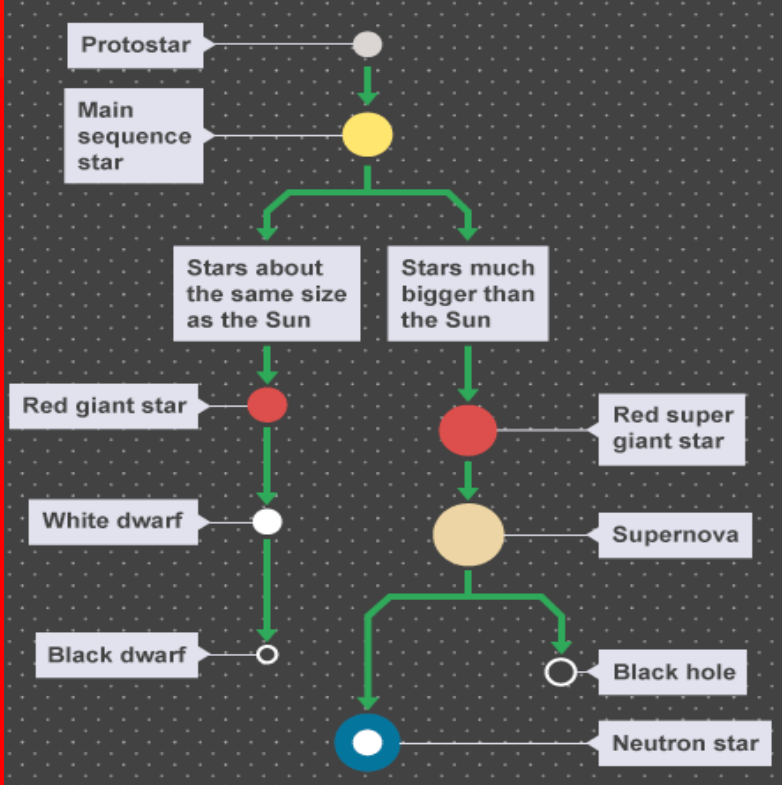 Protostar
Main
sequence
star
Stars about
the same size
as the Sun
Stars much
bigger than
the Sun
Red giant star
Red super
giant star
White dwarf
Supernova
Black dwarf
Black hole
Neutron star